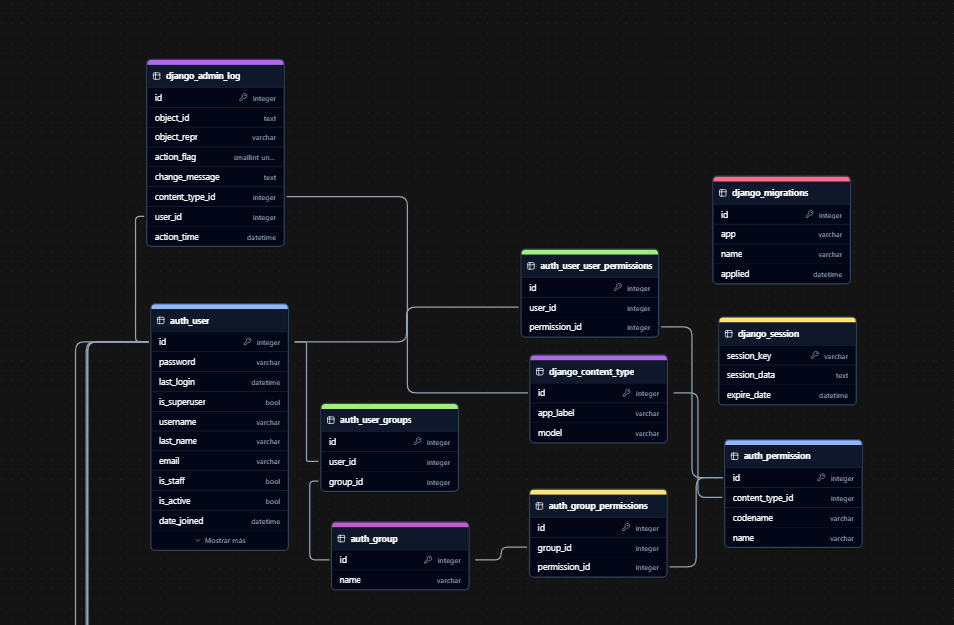 django_admin_log
id integer
object_id text
object_repr varchar
action_flag smallint un...
change_message text
content_type_id integer
user_id integer
action_time datetime
django_migrations
id integer
app varchar
name varchar
applied datetime
auth_user_user_permissions
id integer
user_id integer
permission_id integer
auth_user
id integer
password varchar
last_login datetime
is_superuser bool
username varchar
last_name varchar
email varchar
is_staff bool
is_active bool
date_joined datetime
Mostrar más
django_session
session_key varchar
session_data text
expire_date datetime
django_content_type
id integer
app_label varchar
model varchar
auth_user_groups
id integer
user_id integer
group_id integer
auth_permission
id integer
content_type_id integer
codename varchar
name varchar
auth_group_permissions
id integer
group_id integer
permission_id integer
auth_group
id integer
name varchar